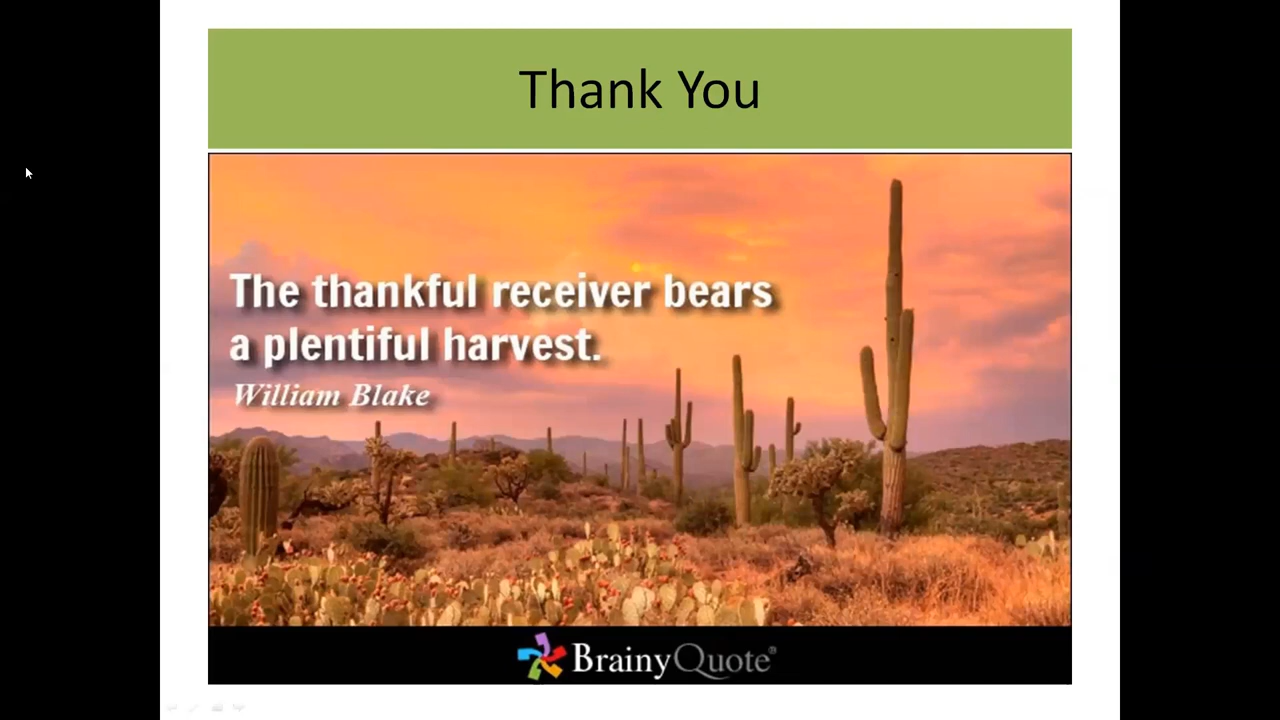 Thank You
The thankful receiver bears
a plentiful harvest.
William Blake
BrainyQuote®